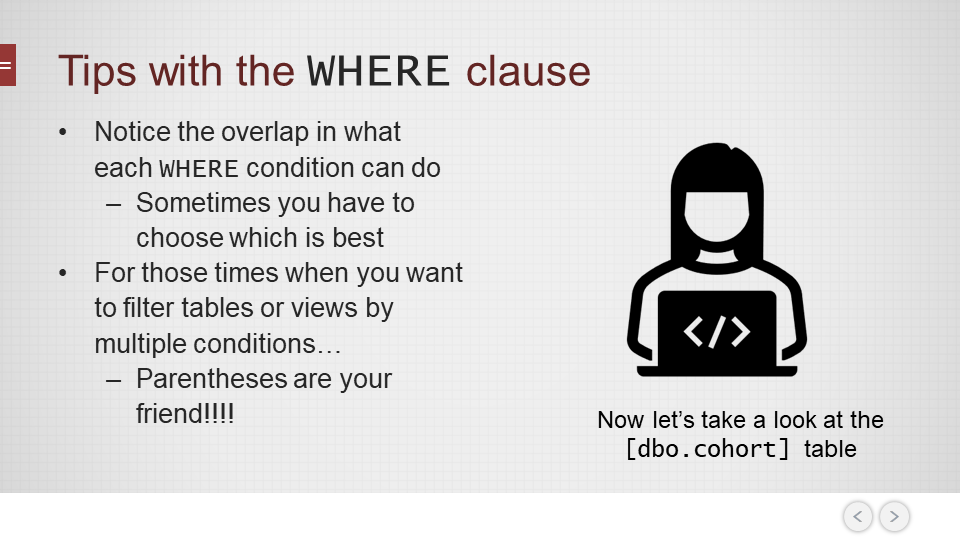 Tips with the WHERE clause
• Notice the overlap in what
each WHERE condition can do
– Sometimes you have to
choose which is best
• For those times when you want
to filter tables or views by
multiple conditions…
– Parentheses are your
friend!!!!
</>
Now let’s take a look at the
[dbo.cohort] table